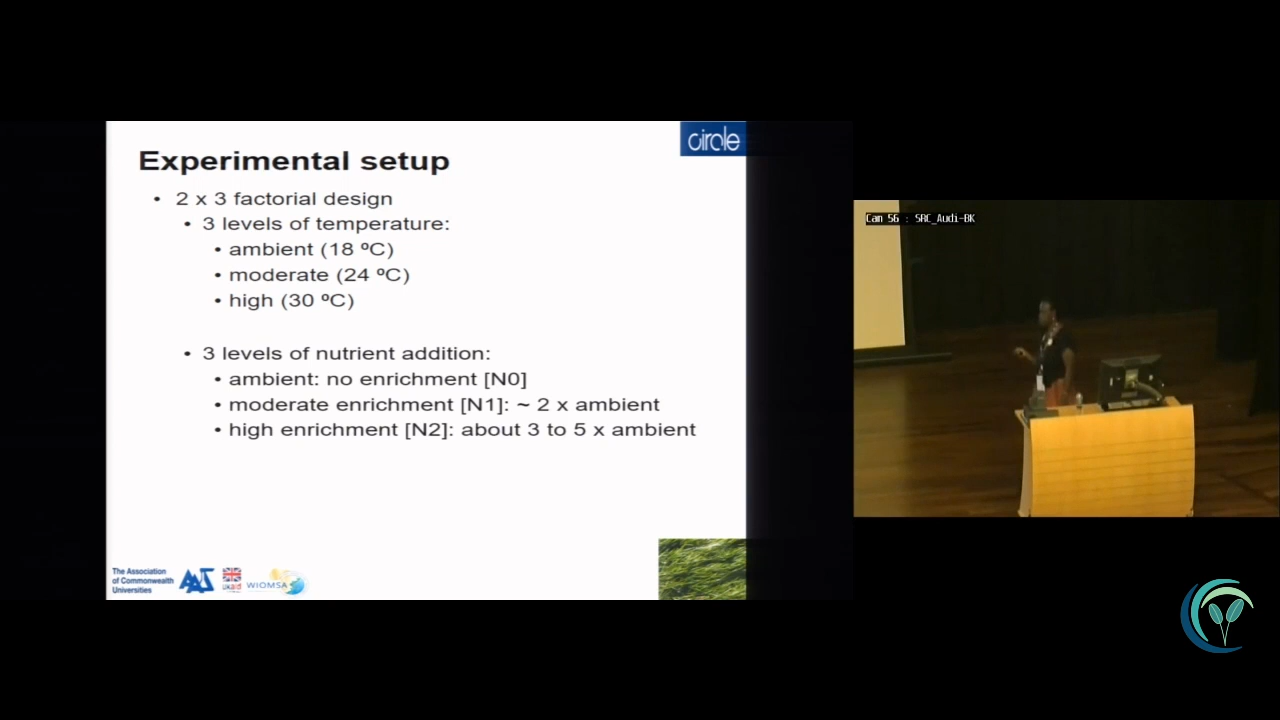 circle
Experimental setup
• 2 x 3 factorial design
• 3 levels of temperature:
• ambient (18 ºC)
• moderate (24 ºC)
• high (30 ºC)
• 3 levels of nutrient addition:
• ambient: no enrichment [N0]
• moderate enrichment [N1]: ~ 2 x ambient
• high enrichment [N2]: about 3 to 5 x ambient
The Association
of Commonwealth
Universities
AAS
ukaid
WIOMSA
Cam 56 : SRC_Audi-BK